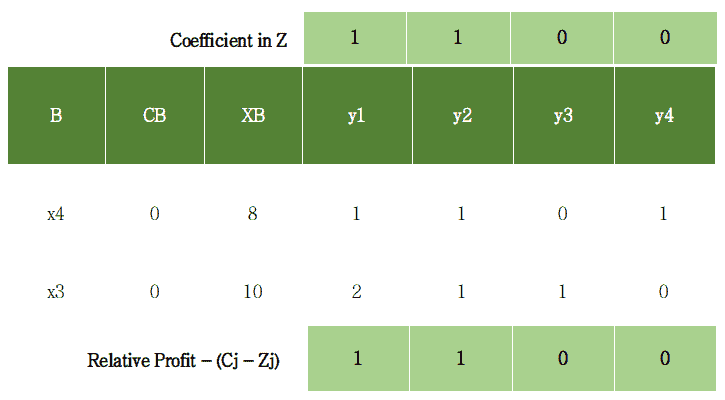 Coefficient in Z 1 1 0 0
B CB XB y1 y2 y3 y4
x4 0 8 1 1 0 1
x3 0 10 2 1 1 0
Relative Profit – (Cj – Zj) 1 1 0 0